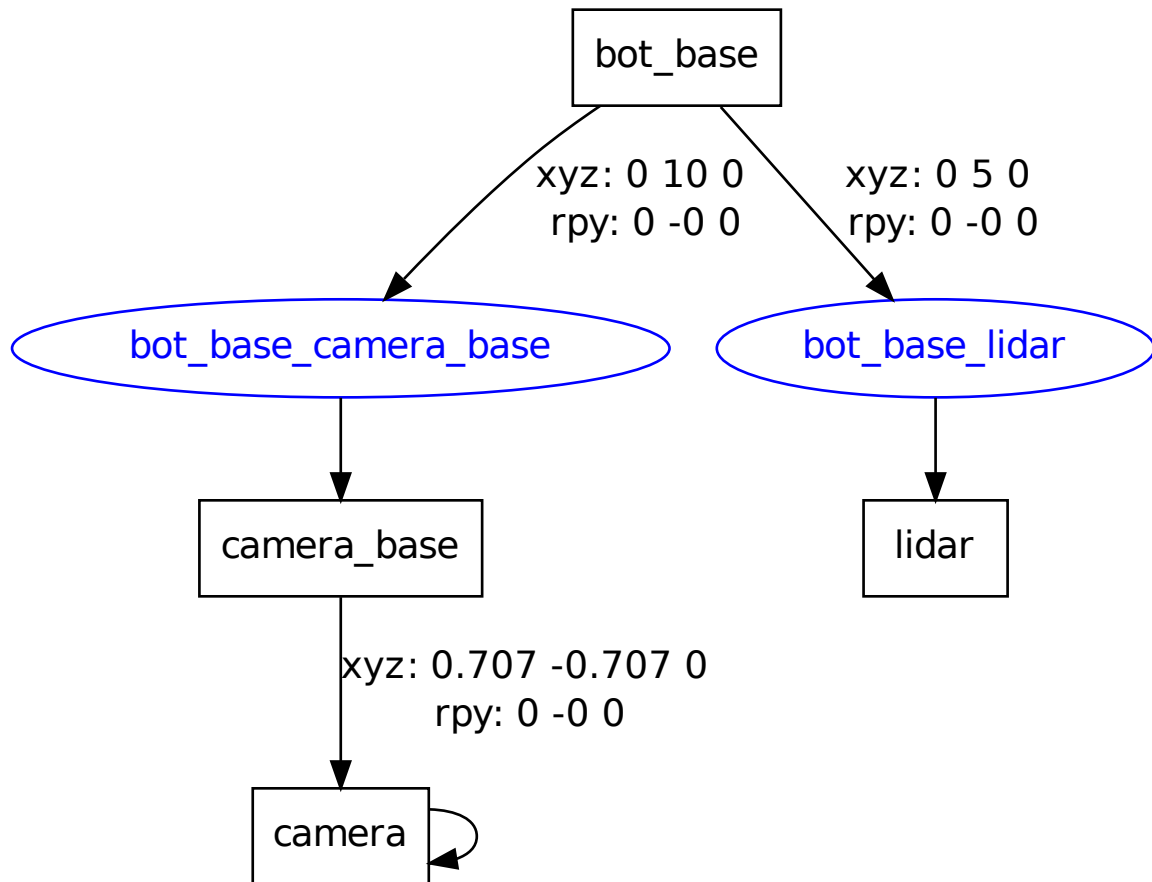 bot_base
xyz: 0 10 0
rpy: 0 -0 0
xyz: 0 5 0
rpy: 0 -0 0
bot_base_camera_base
bot_base_lidar
camera_base
lidar
xyz: 0.707 -0.707 0
rpy: 0 -0 0
camera